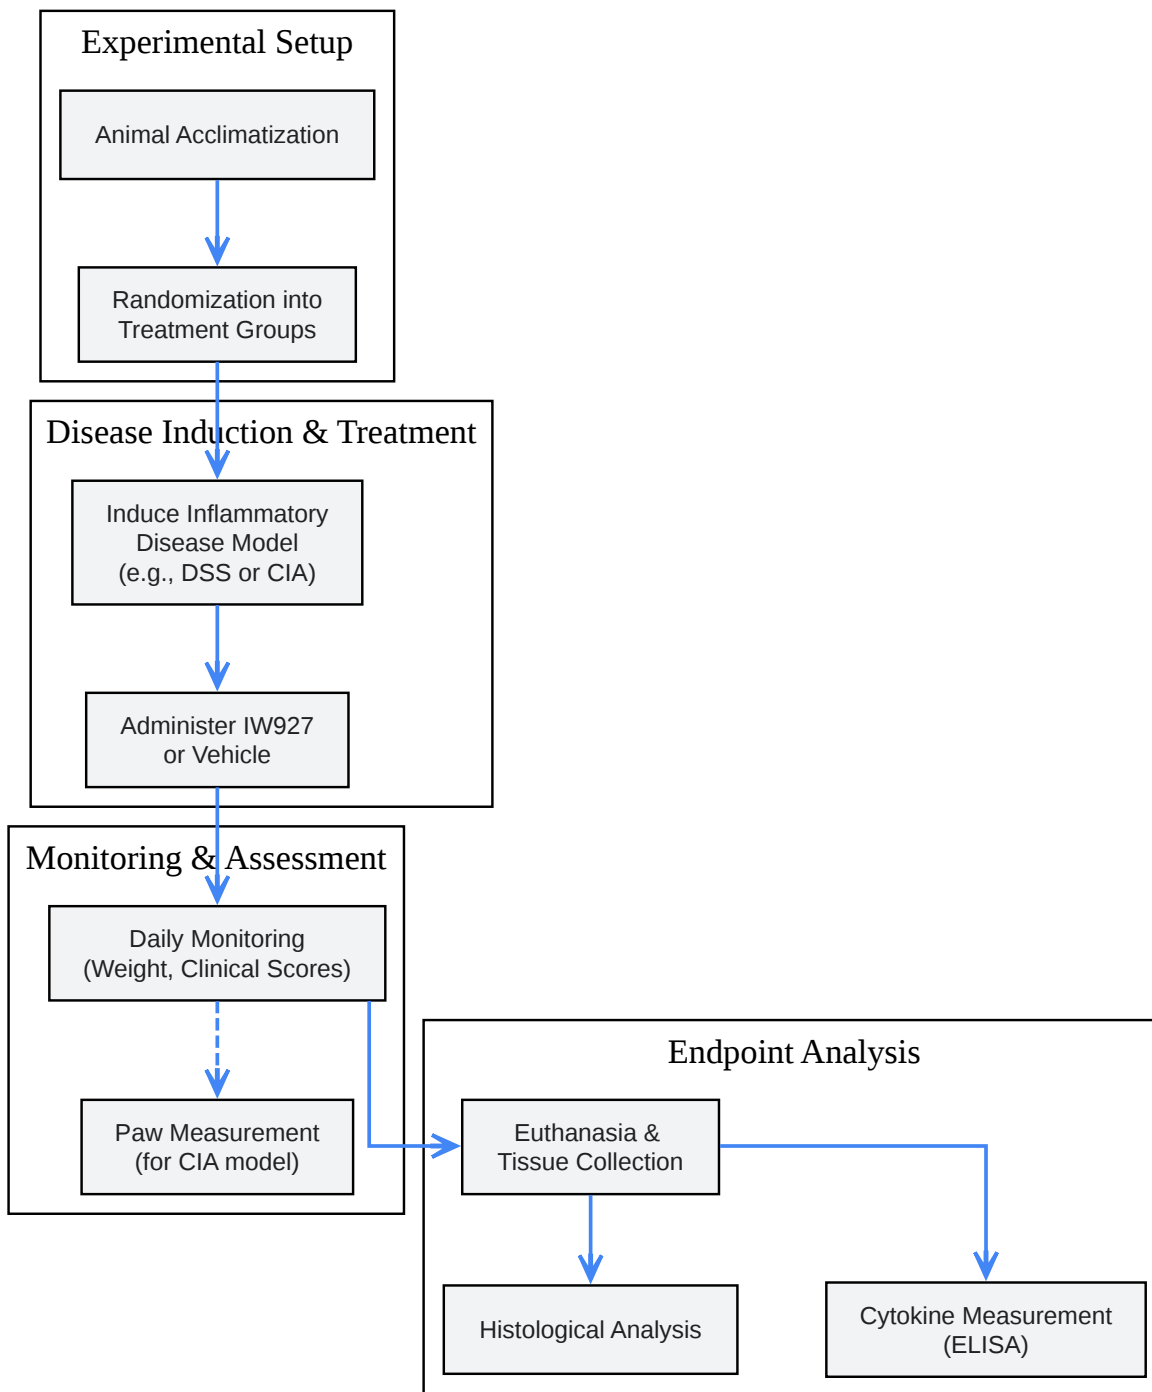 Experimental Setup
Animal Acclimatization
Randomization into
Treatment Groups
Disease Induction & Treatment
Induce Inflammatory
Disease Model
(e.g., DSS or CIA)
Administer IW927
or Vehicle
Monitoring & Assessment
Daily Monitoring
(Weight, Clinical Scores)
Paw Measurement
(for CIA model)
Endpoint Analysis
Euthanasia &
Tissue Collection
Histological Analysis
Cytokine Measurement
(ELISA)